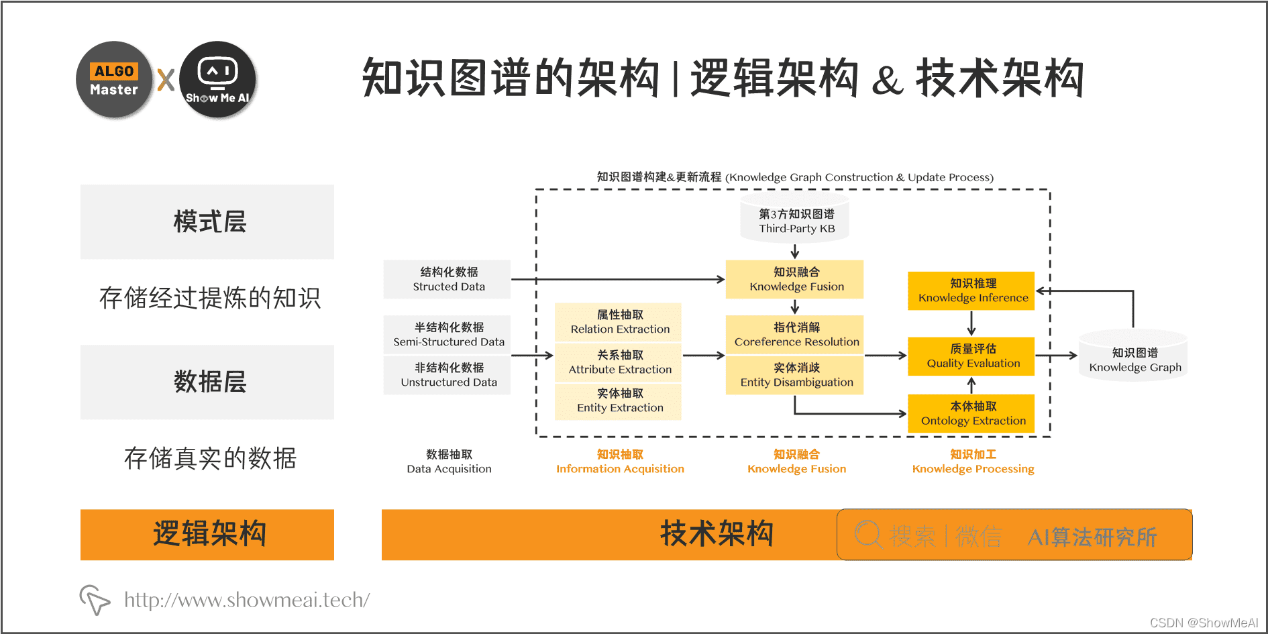 ALGO
Master
X
Show Me AI
知识图谱的架构 | 逻辑架构 & 技术架构
模式层
存储经过提炼的知识
数据层
存储真实的数据
逻辑架构
知识图谱构建&更新流程 (Knowledge Graph Construction & Update Process)
第3方知识图谱
Third-Party KB
结构化数据
Structed Data
半结构化数据
Semi-Structured Data
非结构化数据
Unstructured Data
属性抽取
Relation Extraction
关系抽取
Attribute Extraction
实体抽取
Entity Extraction
知识融合
Knowledge Fusion
指代消解
Coreference Resolution
实体消歧
Entity Disambiguation
知识推理
Knowledge Inference
质量评估
Quality Evaluation
本体抽取
Ontology Extraction
知识图谱
Knowledge Graph
数据抽取
Data Acquisition
知识抽取
Information Acquisition
知识融合
Knowledge Fusion
知识加工
Knowledge Processing
技术架构
搜索 | 微信 AI算法研究所
http://www.showmeai.tech/
CSDN @ShowMeAI